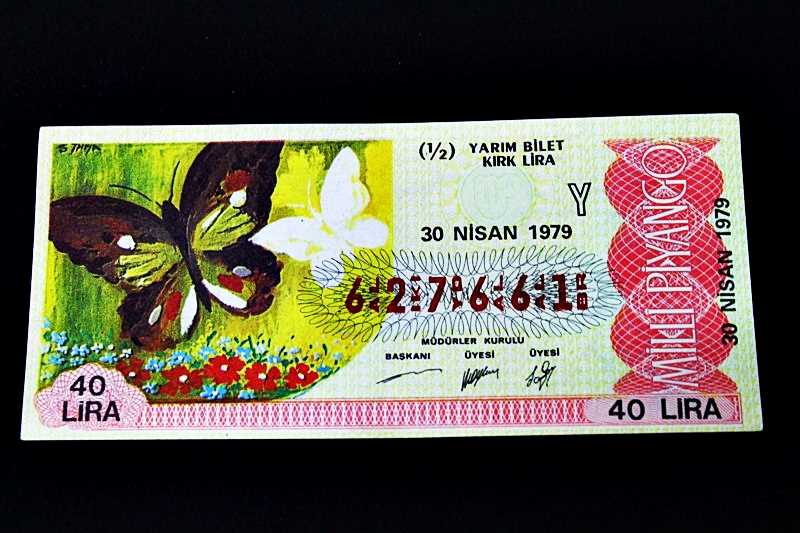 (½) YARIM BİLET
KIRK LİRA
Y
30 NİSAN 1979
6 2 7 6 6 1
MÜDÜRLER KURULU
BAŞKANI ÜYESİ ÜYESİ
40
LİRA
40 LİRA
MİLLİ PİYANGO
30 NİSAN 1979